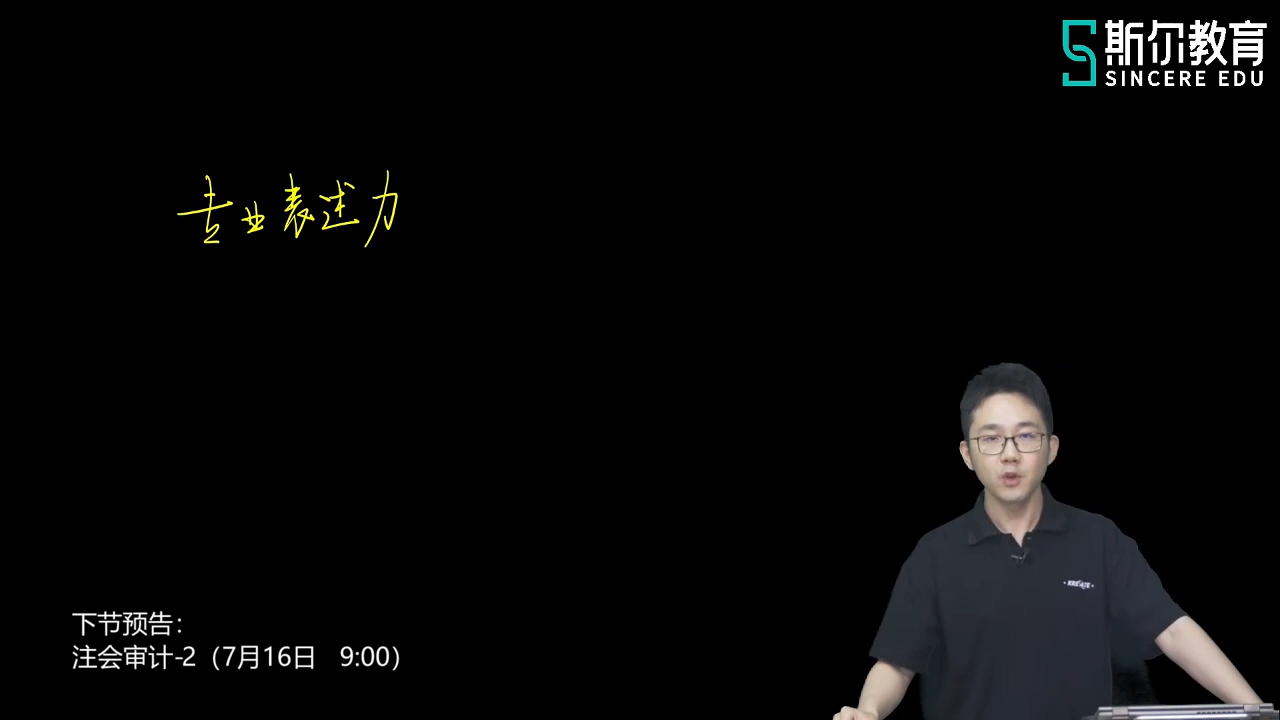 斯尔教育
SINCERE EDU
专业表述力
下节预告：
注会审计-2（7月16日 9:00）